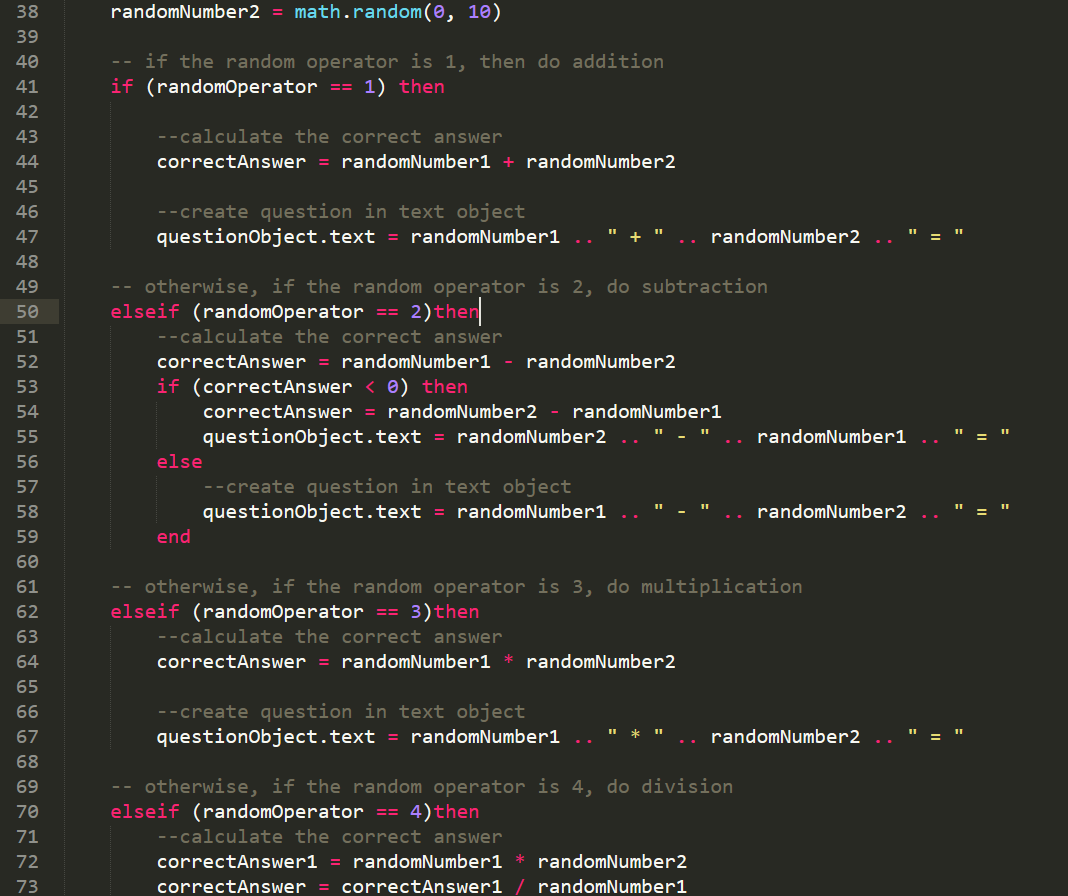 38 randomNumber2 = math.random(0, 10)
39
40 -- if the random operator is 1, then do addition
41 if (randomOperator == 1) then
42
43 --calculate the correct answer
44 correctAnswer = randomNumber1 + randomNumber2
45
46 --create question in text object
47 questionObject.text = randomNumber1 .. " + " .. randomNumber2 .. " = "
48
49 -- otherwise, if the random operator is 2, do subtraction
50 elseif (randomOperator == 2)then
51 --calculate the correct answer
52 correctAnswer = randomNumber1 - randomNumber2
53 if (correctAnswer < 0) then
54 correctAnswer = randomNumber2 - randomNumber1
55 questionObject.text = randomNumber2 .. " - " .. randomNumber1 .. " = "
56 else
57 --create question in text object
58 questionObject.text = randomNumber1 .. " - " .. randomNumber2 .. " = "
59 end
60
61 -- otherwise, if the random operator is 3, do multiplication
62 elseif (randomOperator == 3)then
63 --calculate the correct answer
64 correctAnswer = randomNumber1 * randomNumber2
65
66 --create question in text object
67 questionObject.text = randomNumber1 .. " * " .. randomNumber2 .. " = "
68
69 -- otherwise, if the random operator is 4, do division
70 elseif (randomOperator == 4)then
71 --calculate the correct answer
72 correctAnswer1 = randomNumber1 * randomNumber2
73 correctAnswer = correctAnswer1 / randomNumber1